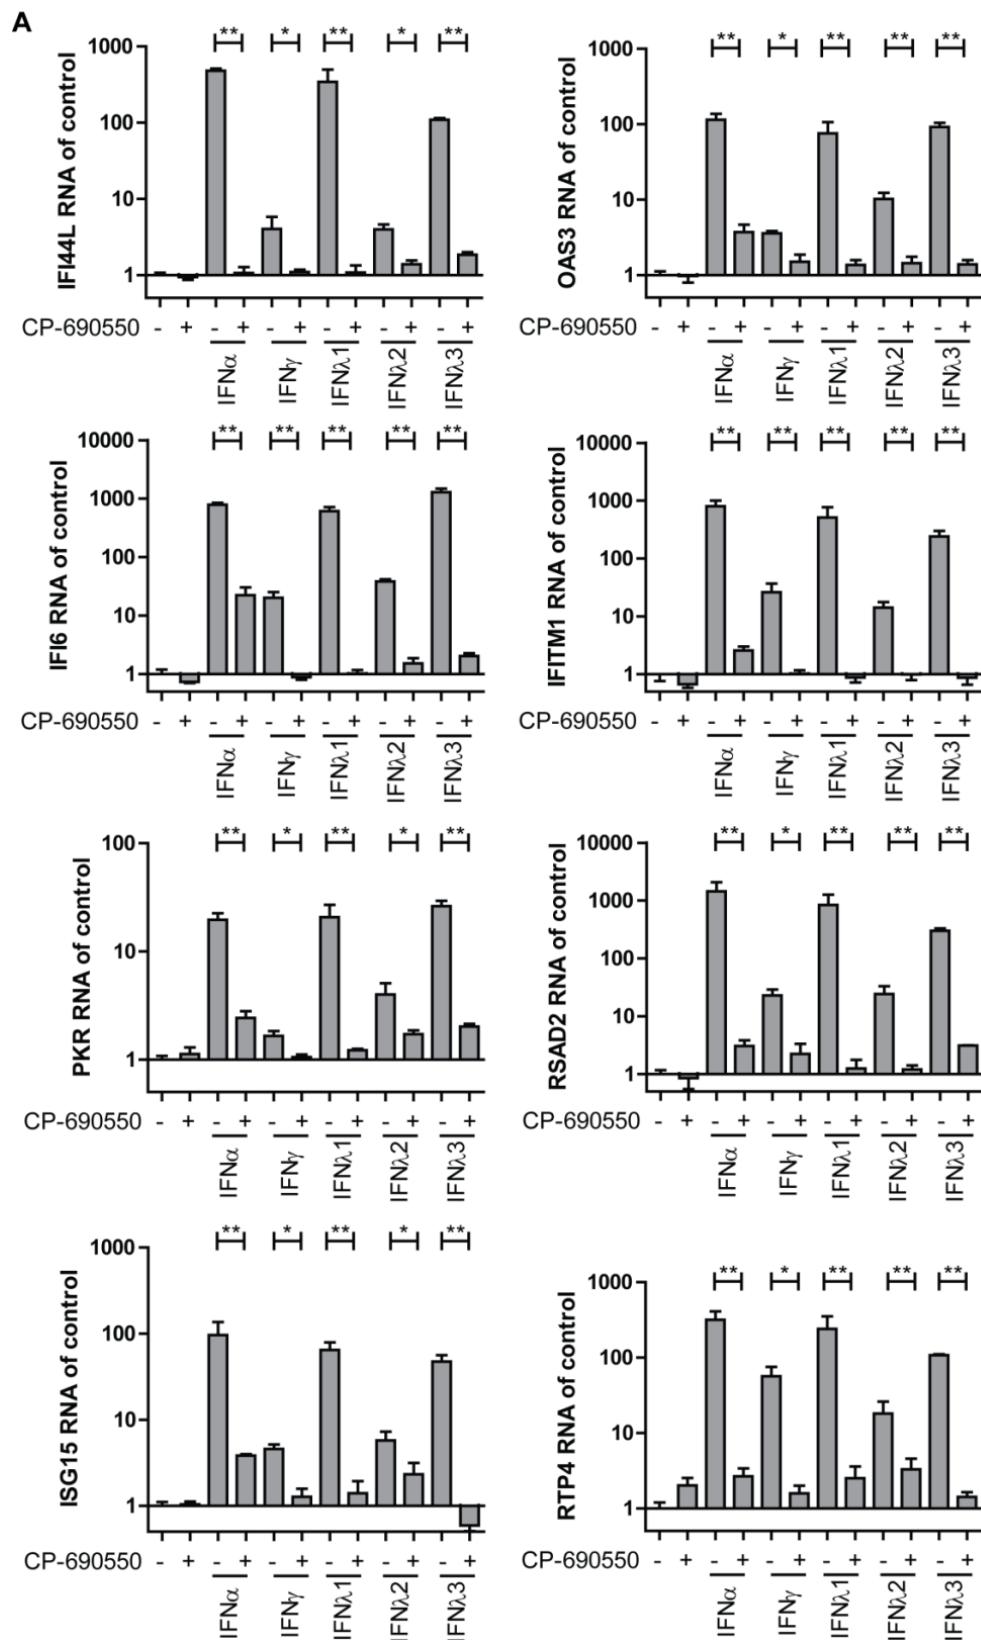 A
** * ** * **
1000
100
10
1
IFI44L RNA of control
CP-690550 - + - + - + - + - + - +
IFNα IFNγ IFNλ1 IFNλ2 IFNλ3
** * ** ** **
1000
100
10
1
OAS3 RNA of control
CP-690550 - + - + - + - + - + - +
IFNα IFNγ IFNλ1 IFNλ2 IFNλ3
** ** ** ** **
10000
1000
100
10
1
IFI6 RNA of control
CP-690550 - + - + - + - + - + - +
IFNα IFNγ IFNλ1 IFNλ2 IFNλ3
** ** ** ** **
10000
1000
100
10
1
IFITM1 RNA of control
CP-690550 - + - + - + - + - + - +
IFNα IFNγ IFNλ1 IFNλ2 IFNλ3
** * ** * **
100
10
1
PKR RNA of control
CP-690550 - + - + - + - + - + - +
IFNα IFNγ IFNλ1 IFNλ2 IFNλ3
** * ** ** **
10000
1000
100
10
1
RSAD2 RNA of control
CP-690550 - + - + - + - + - + - +
IFNα IFNγ IFNλ1 IFNλ2 IFNλ3
** * ** * **
1000
100
10
1
ISG15 RNA of control
CP-690550 - + - + - + - + - + - +
IFNα IFNγ IFNλ1 IFNλ2 IFNλ3
** * ** ** **
1000
100
10
1
RTP4 RNA of control
CP-690550 - + - + - + - + - + - +
IFNα IFNγ IFNλ1 IFNλ2 IFNλ3